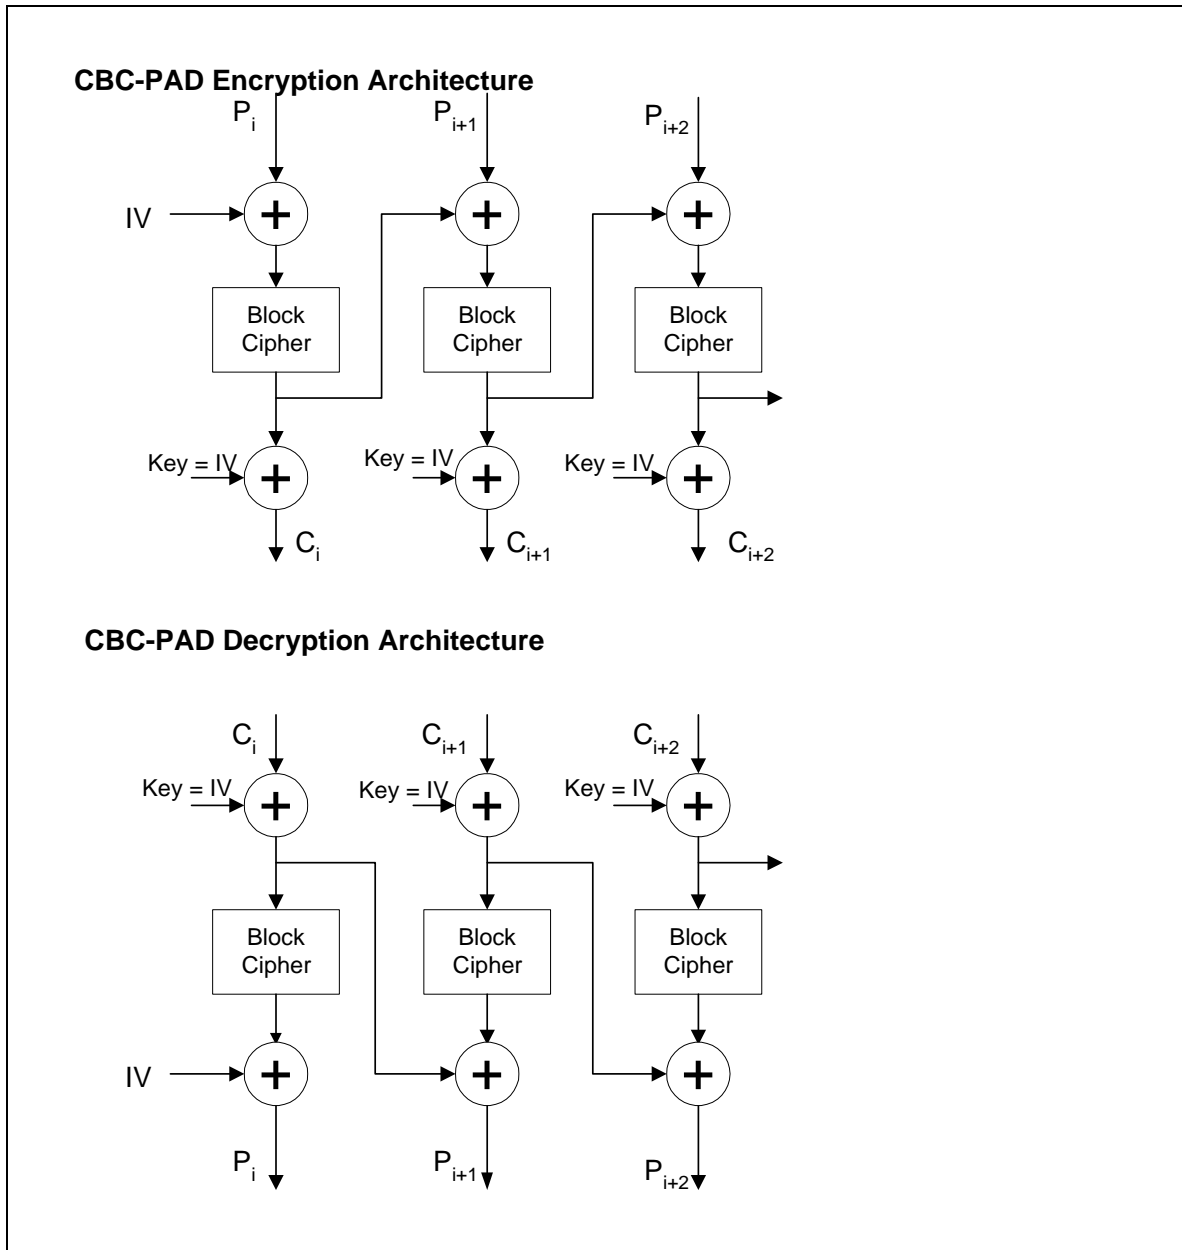 CBC-PAD Encryption Architecture
Pi Pi+1 Pi+2
IV
Block Cipher
Block Cipher
Block Cipher
Key = IV Key = IV Key = IV
Ci Ci+1 Ci+2
CBC-PAD Decryption Architecture
Ci Ci+1 Ci+2
Key = IV Key = IV Key = IV
Block Cipher
Block Cipher
Block Cipher
IV
Pi Pi+1 Pi+2